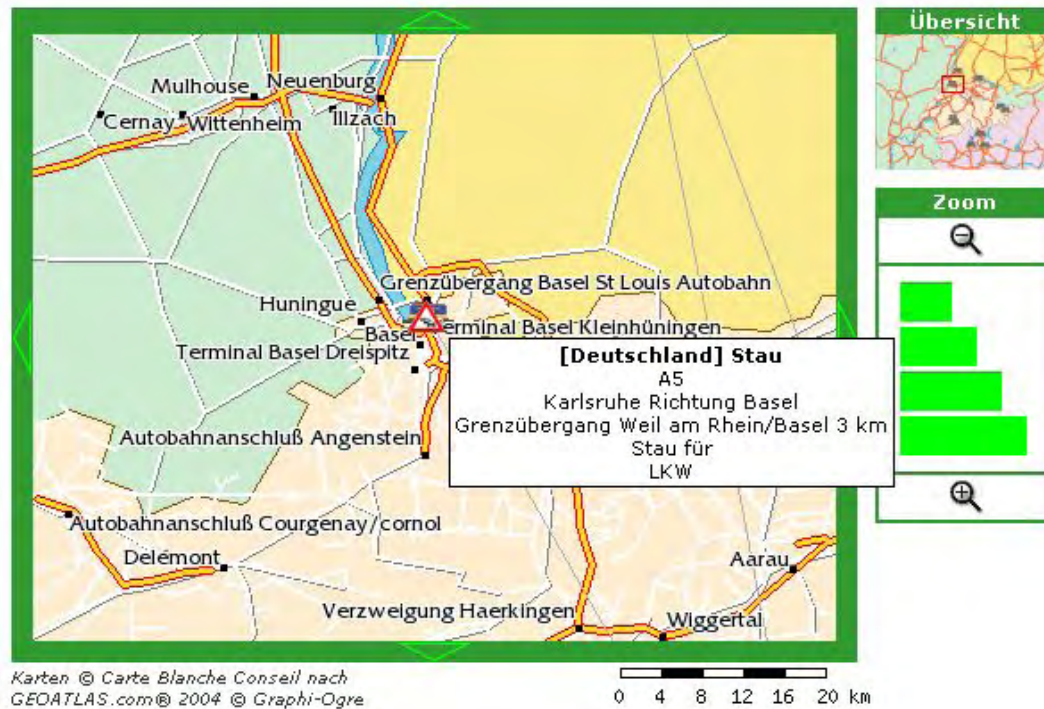 Übersicht
Neuenburg
Mulhouse
Cernay
Wittenheim
Illzach
Zoom
Grenzübergang Basel St Louis Autobahn
Huningue
Terminal Basel Kleinhüningen
Basel
Terminal Basel Dreispitz
[Deutschland] Stau
A5
Karlsruhe Richtung Basel
Grenzübergang Weil am Rhein/Basel 3 km
Stau für
LKW
Autobahnanschluß Angenstein
Autobahnanschluß Courgenay/cornol
Delémont
Aarau
Verzweigung Haerkingen
Wiggertal
Karten © Carte Blanche Conseil nach
GEOATLAS.com® 2004 © Graphi-Ogre
0 4 8 12 16 20 km